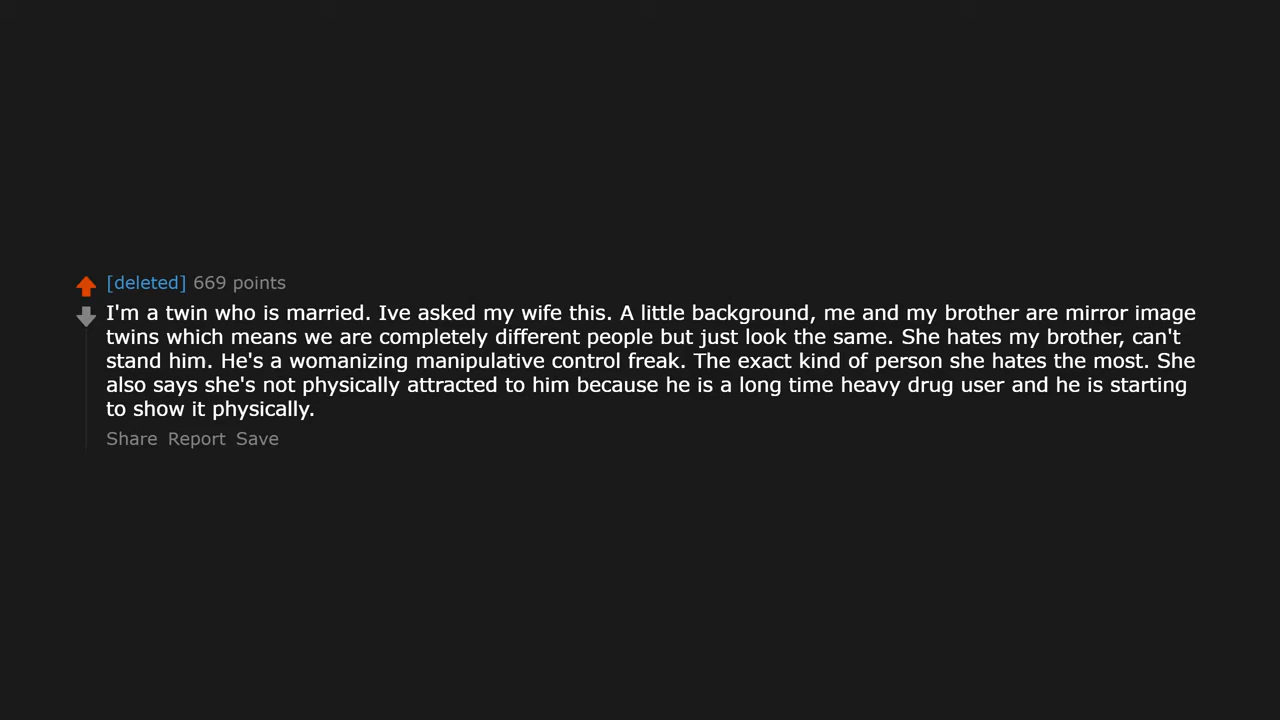 [deleted] 669 points
I'm a twin who is married. Ive asked my wife this. A little background, me and my brother are mirror image
twins which means we are completely different people but just look the same. She hates my brother, can't
stand him. He's a womanizing manipulative control freak. The exact kind of person she hates the most. She
also says she's not physically attracted to him because he is a long time heavy drug user and he is starting
to show it physically.
Share Report Save